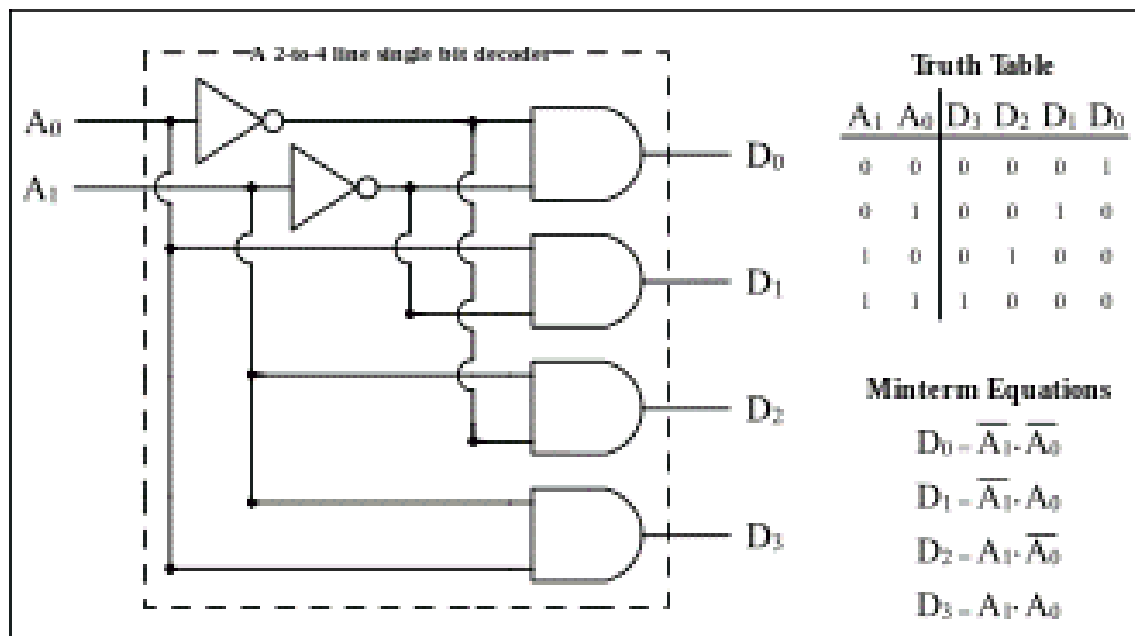 A 2-to-4 line single bit decoder
A₀
A₁
D₀
D₁
D₂
D₃
Truth Table
A₁ A₀ D₃ D₂ D₁ D₀
0 0 0 0 0 1
0 1 0 0 1 0
1 0 0 1 0 0
1 1 1 0 0 0
Minterm Equations
D₀ = A̅₁ · A̅₀
D₁ = A̅₁ · A₀
D₂ = A₁ · A̅₀
D₃ = A₁ · A₀